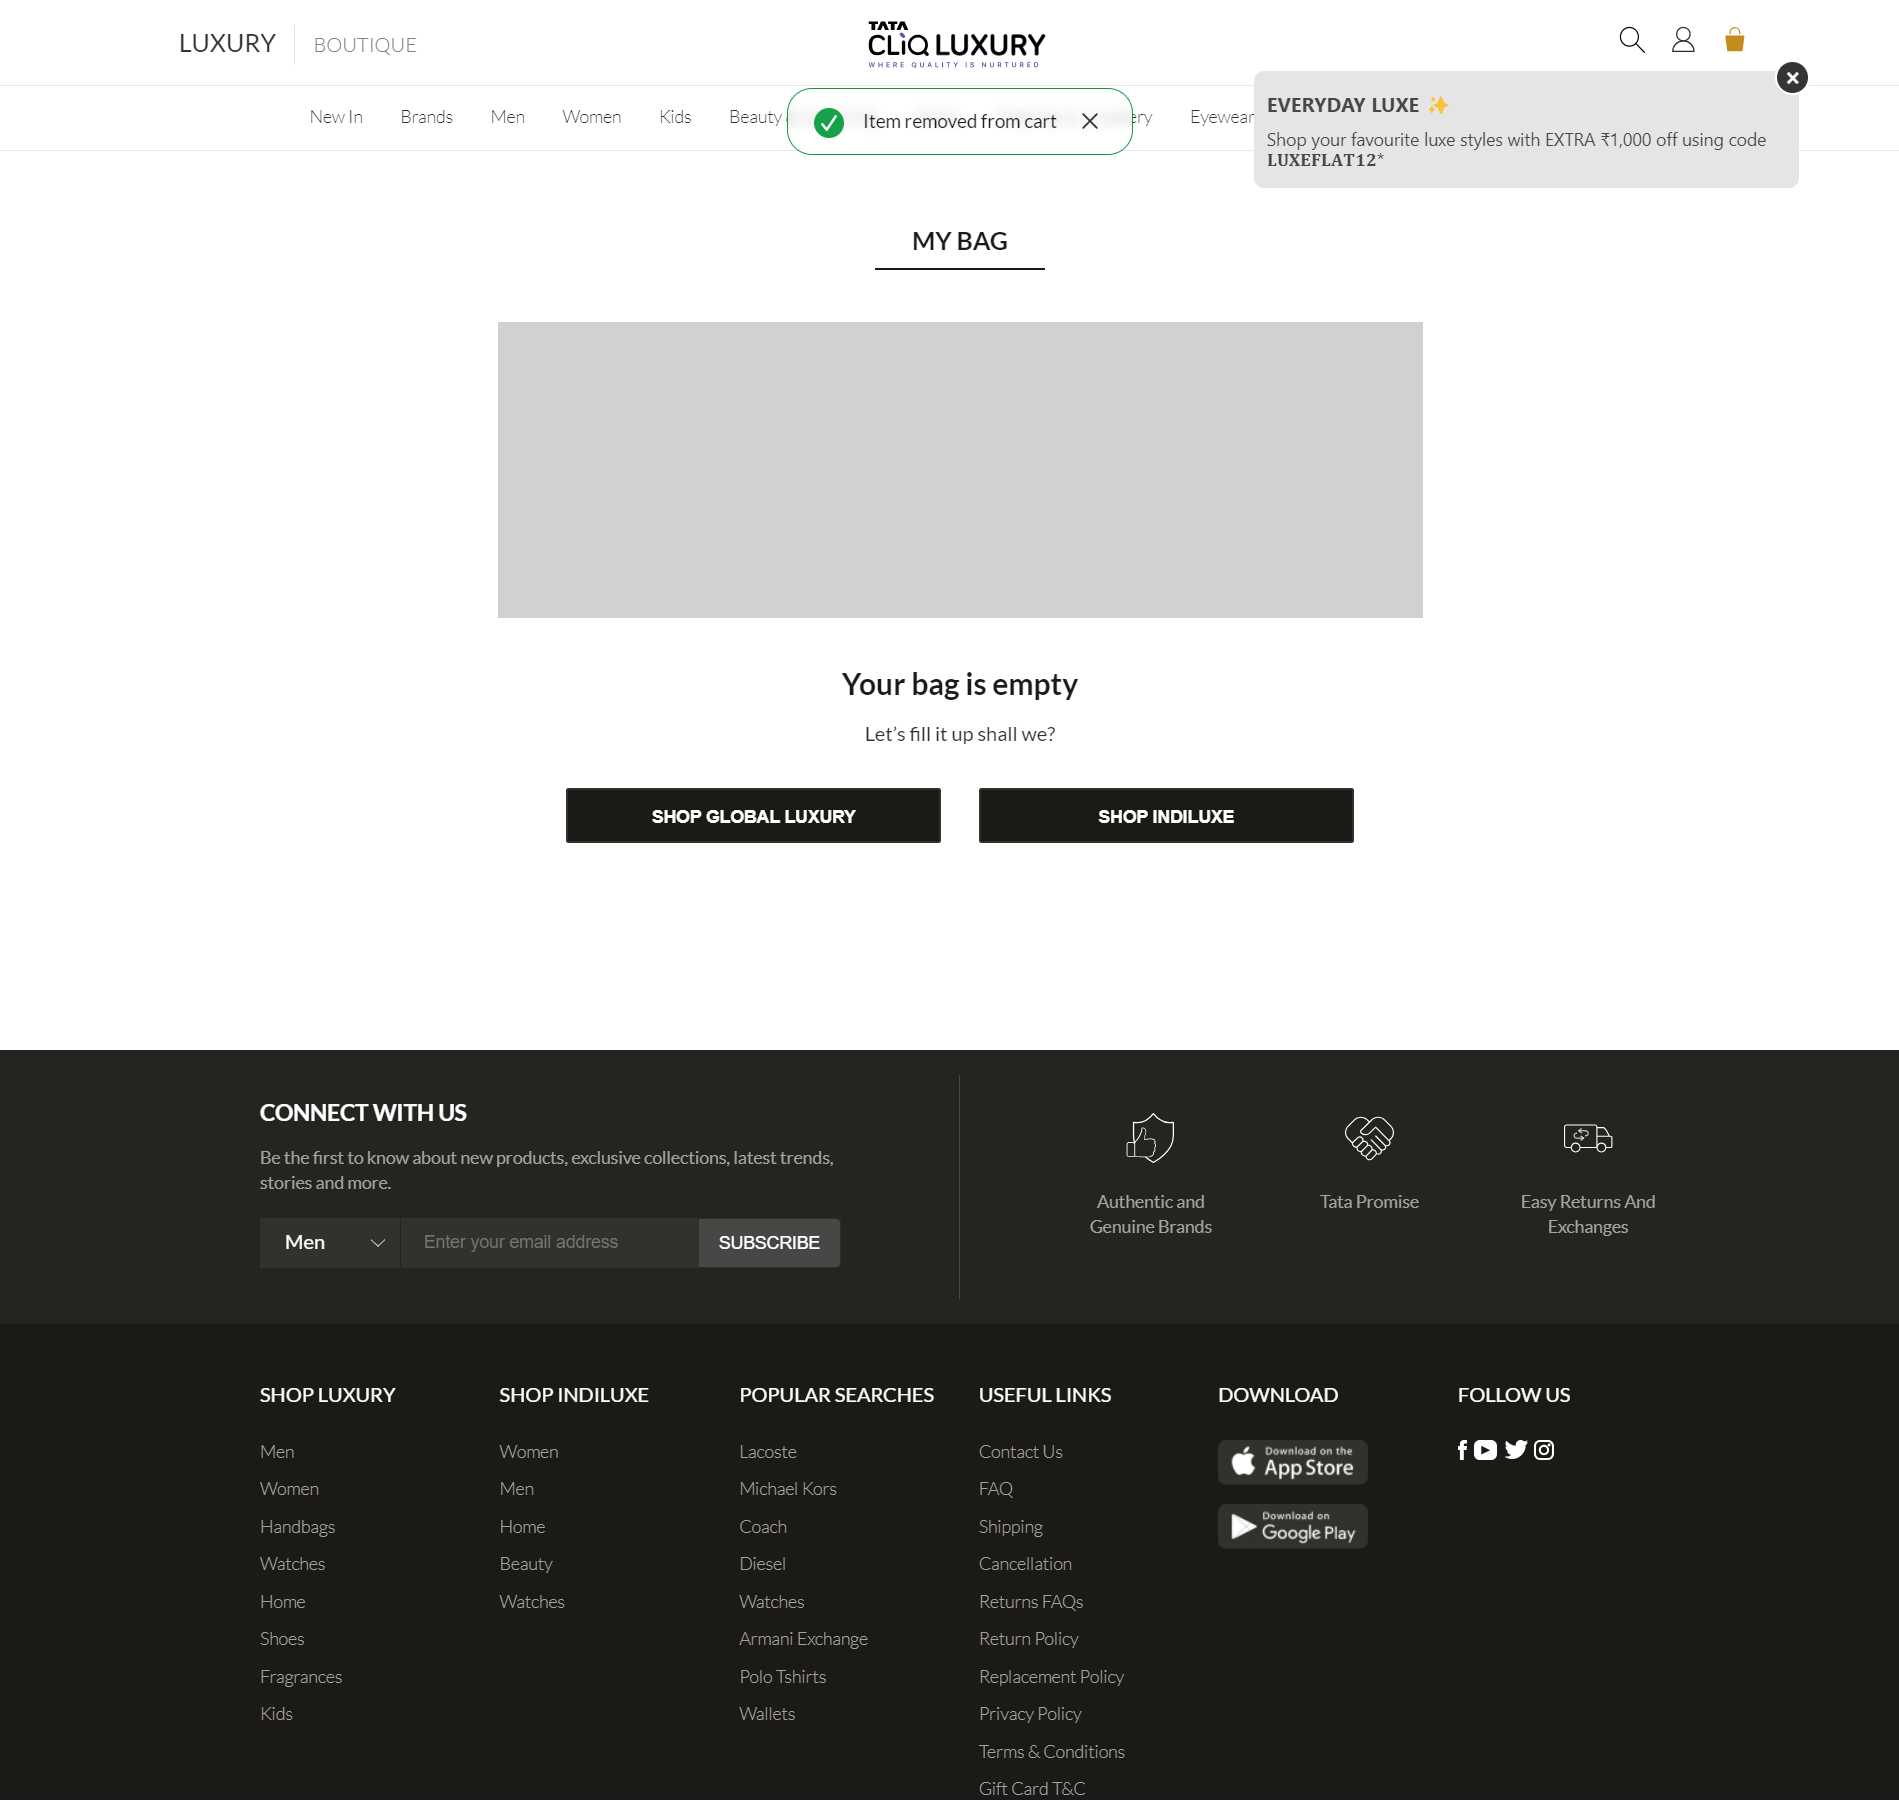 LUXURY
BOUTIQUE
TATA
CLiQ LUXURY
WHERE QUALITY IS NURTURED
New In
Brands
Men
Women
Kids
Beauty
Eyewear
Item removed from cart
EVERYDAY LUXE ✨
Shop your favourite luxe styles with EXTRA ₹1,000 off using code
LUXEFLAT12*
MY BAG
Your bag is empty
Let's fill it up shall we?
SHOP GLOBAL LUXURY
SHOP INDILUXE
CONNECT WITH US
Be the first to know about new products, exclusive collections, latest trends,
stories and more.
Men
Enter your email address
SUBSCRIBE
Authentic and
Genuine Brands
Tata Promise
Easy Returns And
Exchanges
SHOP LUXURY
Men
Women
Handbags
Watches
Home
Shoes
Fragrances
Kids
SHOP INDILUXE
Women
Men
Home
Beauty
Watches
POPULAR SEARCHES
Lacoste
Michael Kors
Coach
Diesel
Watches
Armani Exchange
Polo Tshirts
Wallets
USEFUL LINKS
Contact Us
FAQ
Shipping
Cancellation
Returns FAQs
Return Policy
Replacement Policy
Privacy Policy
Terms & Conditions
Gift Card T&C
DOWNLOAD
Download on the
App Store
Download on
Google Play
FOLLOW US